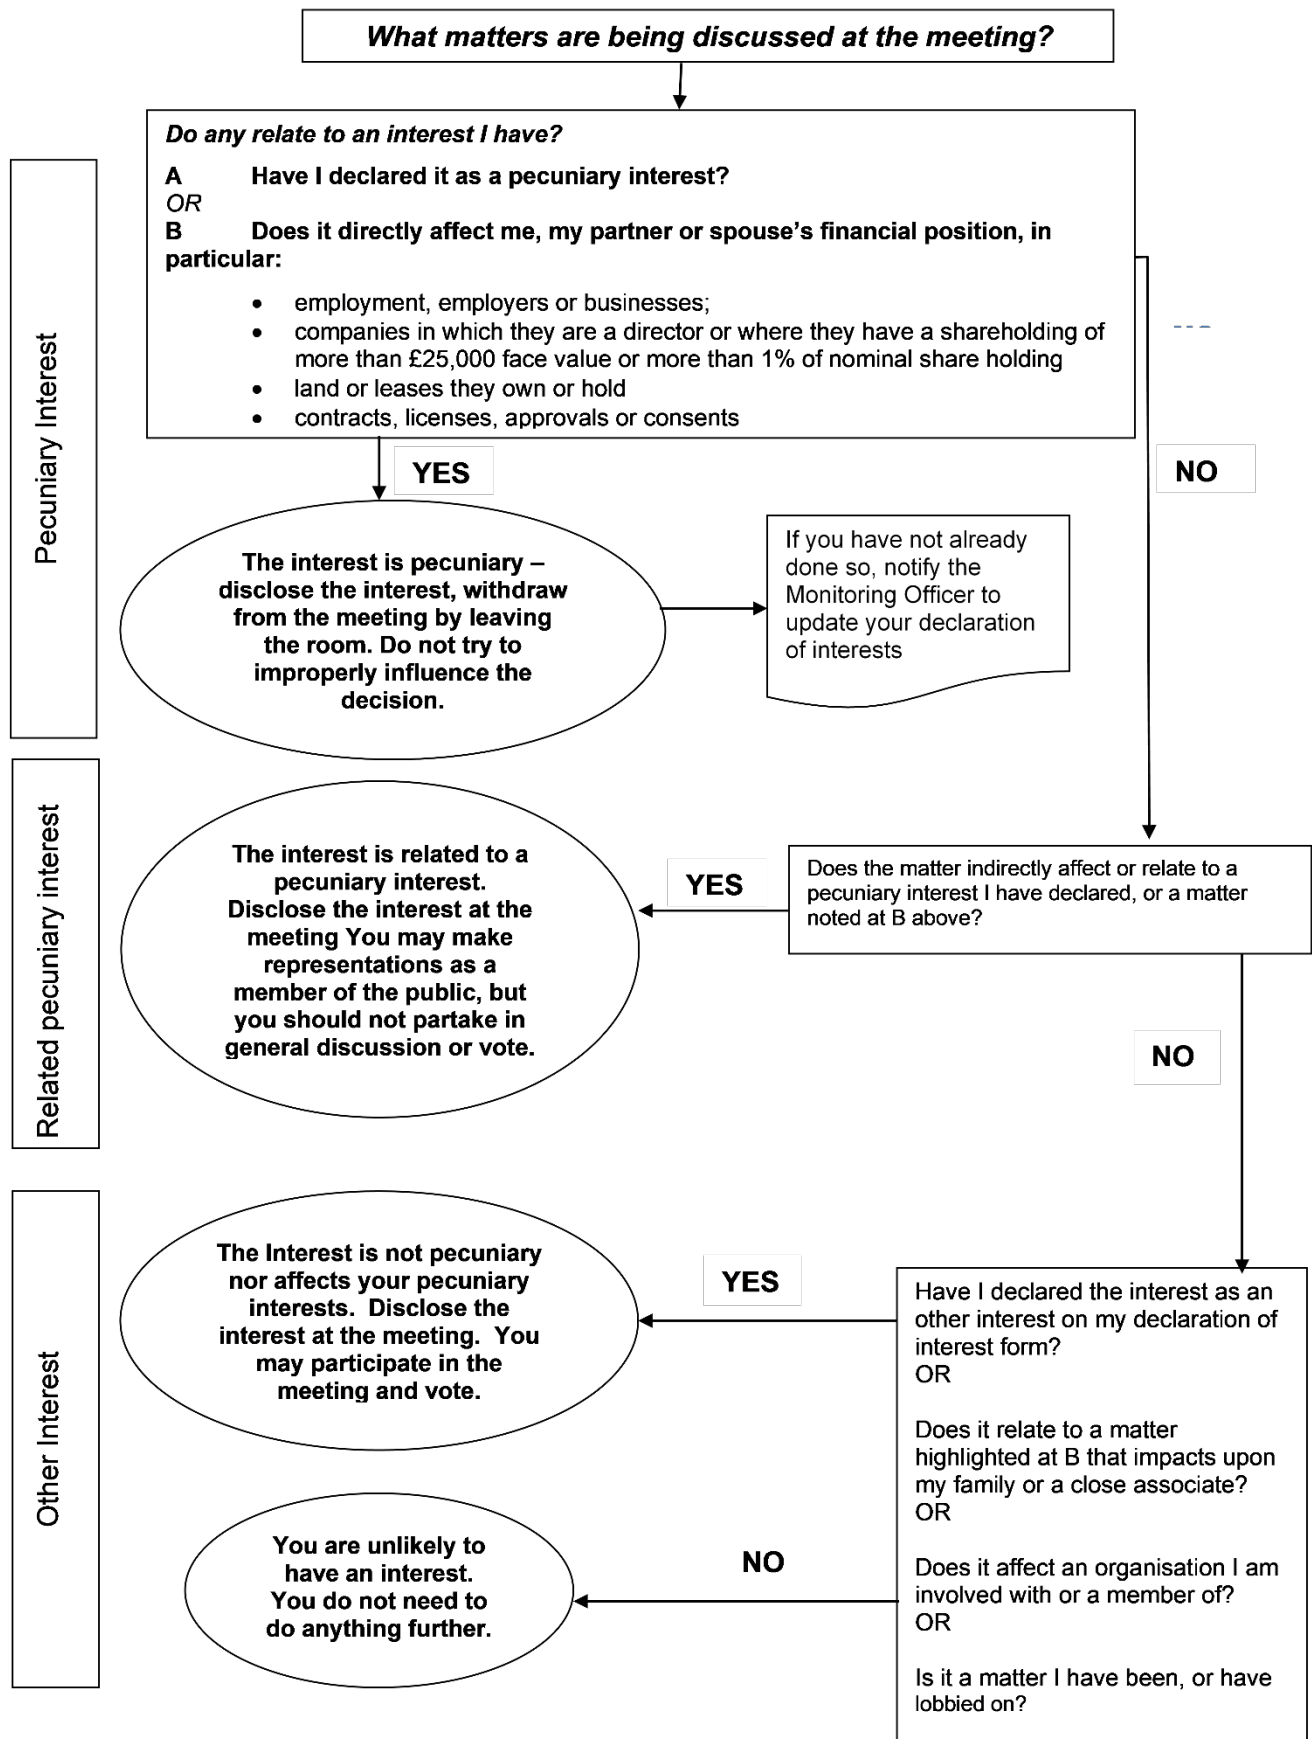 What matters are being discussed at the meeting?
Do any relate to an interest I have?
A Have I declared it as a pecuniary interest?
OR
B Does it directly affect me, my partner or spouse's financial position, in
particular:
• employment, employers or businesses;
• companies in which they are a director or where they have a shareholding of
more than £25,000 face value or more than 1% of nominal share holding
• land or leases they own or hold
• contracts, licenses, approvals or consents
Pecuniary Interest
YES
NO
The interest is pecuniary –
disclose the interest, withdraw
from the meeting by leaving
the room. Do not try to
improperly influence the
decision.
If you have not already
done so, notify the
Monitoring Officer to
update your declaration
of interests
Related pecuniary interest
The interest is related to a
pecuniary interest.
Disclose the interest at the
meeting You may make
representations as a
member of the public, but
you should not partake in
general discussion or vote.
YES
Does the matter indirectly affect or relate to a
pecuniary interest I have declared, or a matter
noted at B above?
NO
Other Interest
The Interest is not pecuniary
nor affects your pecuniary
interests. Disclose the
interest at the meeting. You
may participate in the
meeting and vote.
YES
Have I declared the interest as an
other interest on my declaration of
interest form?
OR
Does it relate to a matter
highlighted at B that impacts upon
my family or a close associate?
OR
Does it affect an organisation I am
involved with or a member of?
OR
Is it a matter I have been, or have
lobbied on?
NO
You are unlikely to
have an interest.
You do not need to
do anything further.